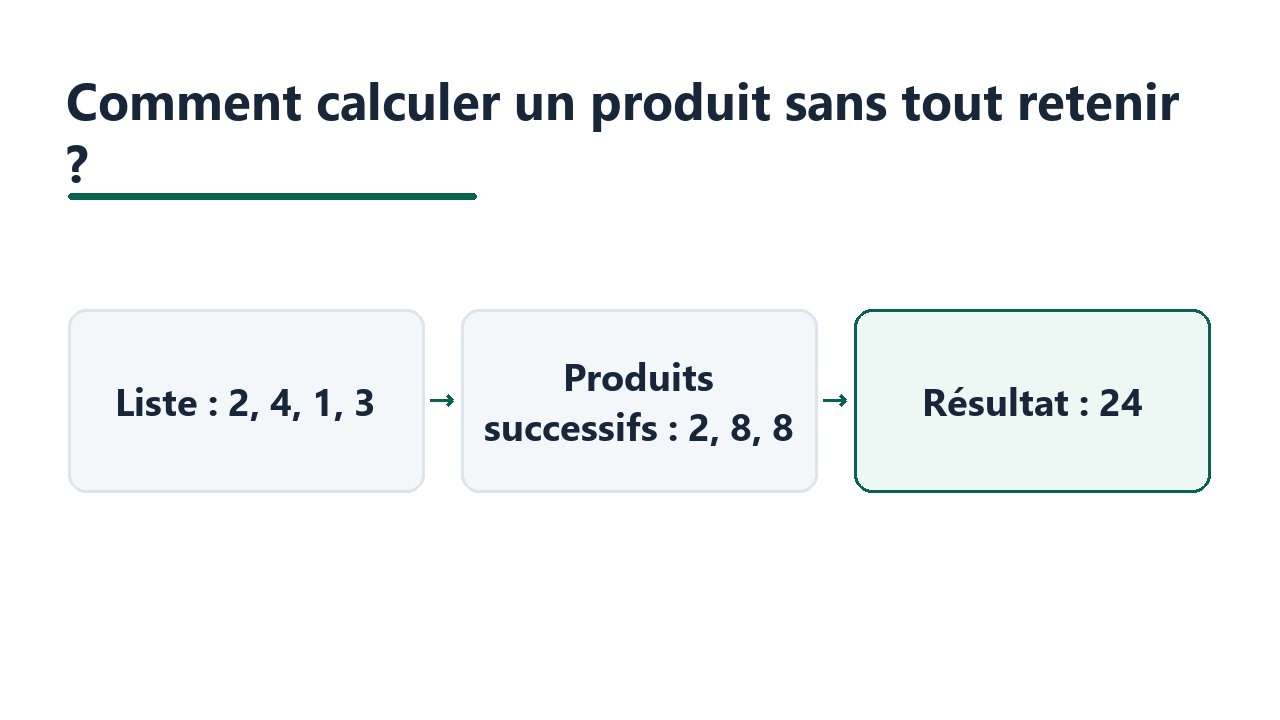 Comment calculer un produit sans tout retenir
?
Liste : 2, 4, 1, 3
→
Produits
successifs : 2, 8, 8
→
Résultat : 24